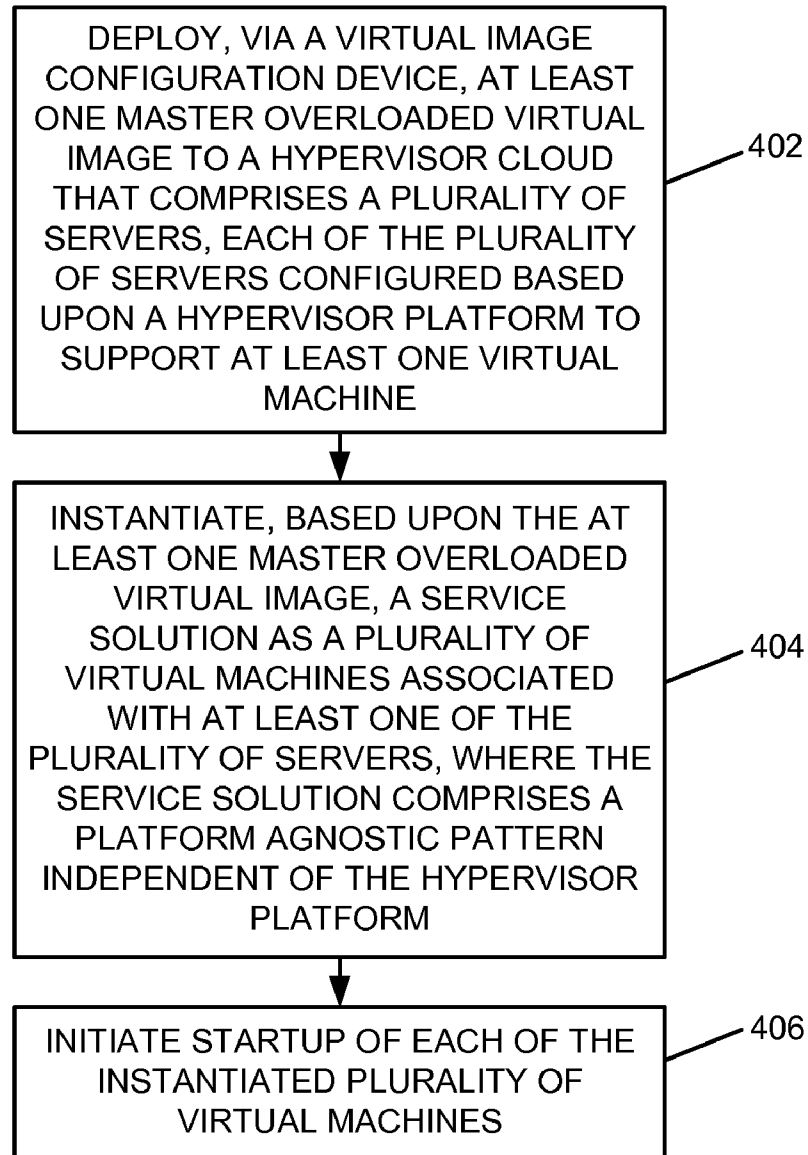 DEPLOY, VIA A VIRTUAL IMAGE
CONFIGURATION DEVICE, AT LEAST
ONE MASTER OVERLOADED VIRTUAL
IMAGE TO A HYPERVISOR CLOUD
THAT COMPRISES A PLURALITY OF
SERVERS, EACH OF THE PLURALITY
OF SERVERS CONFIGURED BASED
UPON A HYPERVISOR PLATFORM TO
SUPPORT AT LEAST ONE VIRTUAL
MACHINE
402
INSTANTIATE, BASED UPON THE AT
LEAST ONE MASTER OVERLOADED
VIRTUAL IMAGE, A SERVICE
SOLUTION AS A PLURALITY OF
VIRTUAL MACHINES ASSOCIATED
WITH AT LEAST ONE OF THE
PLURALITY OF SERVERS, WHERE THE
SERVICE SOLUTION COMPRISES A
PLATFORM AGNOSTIC PATTERN
INDEPENDENT OF THE HYPERVISOR
PLATFORM
404
INITIATE STARTUP OF EACH OF THE
INSTANTIATED PLURALITY OF
VIRTUAL MACHINES
406